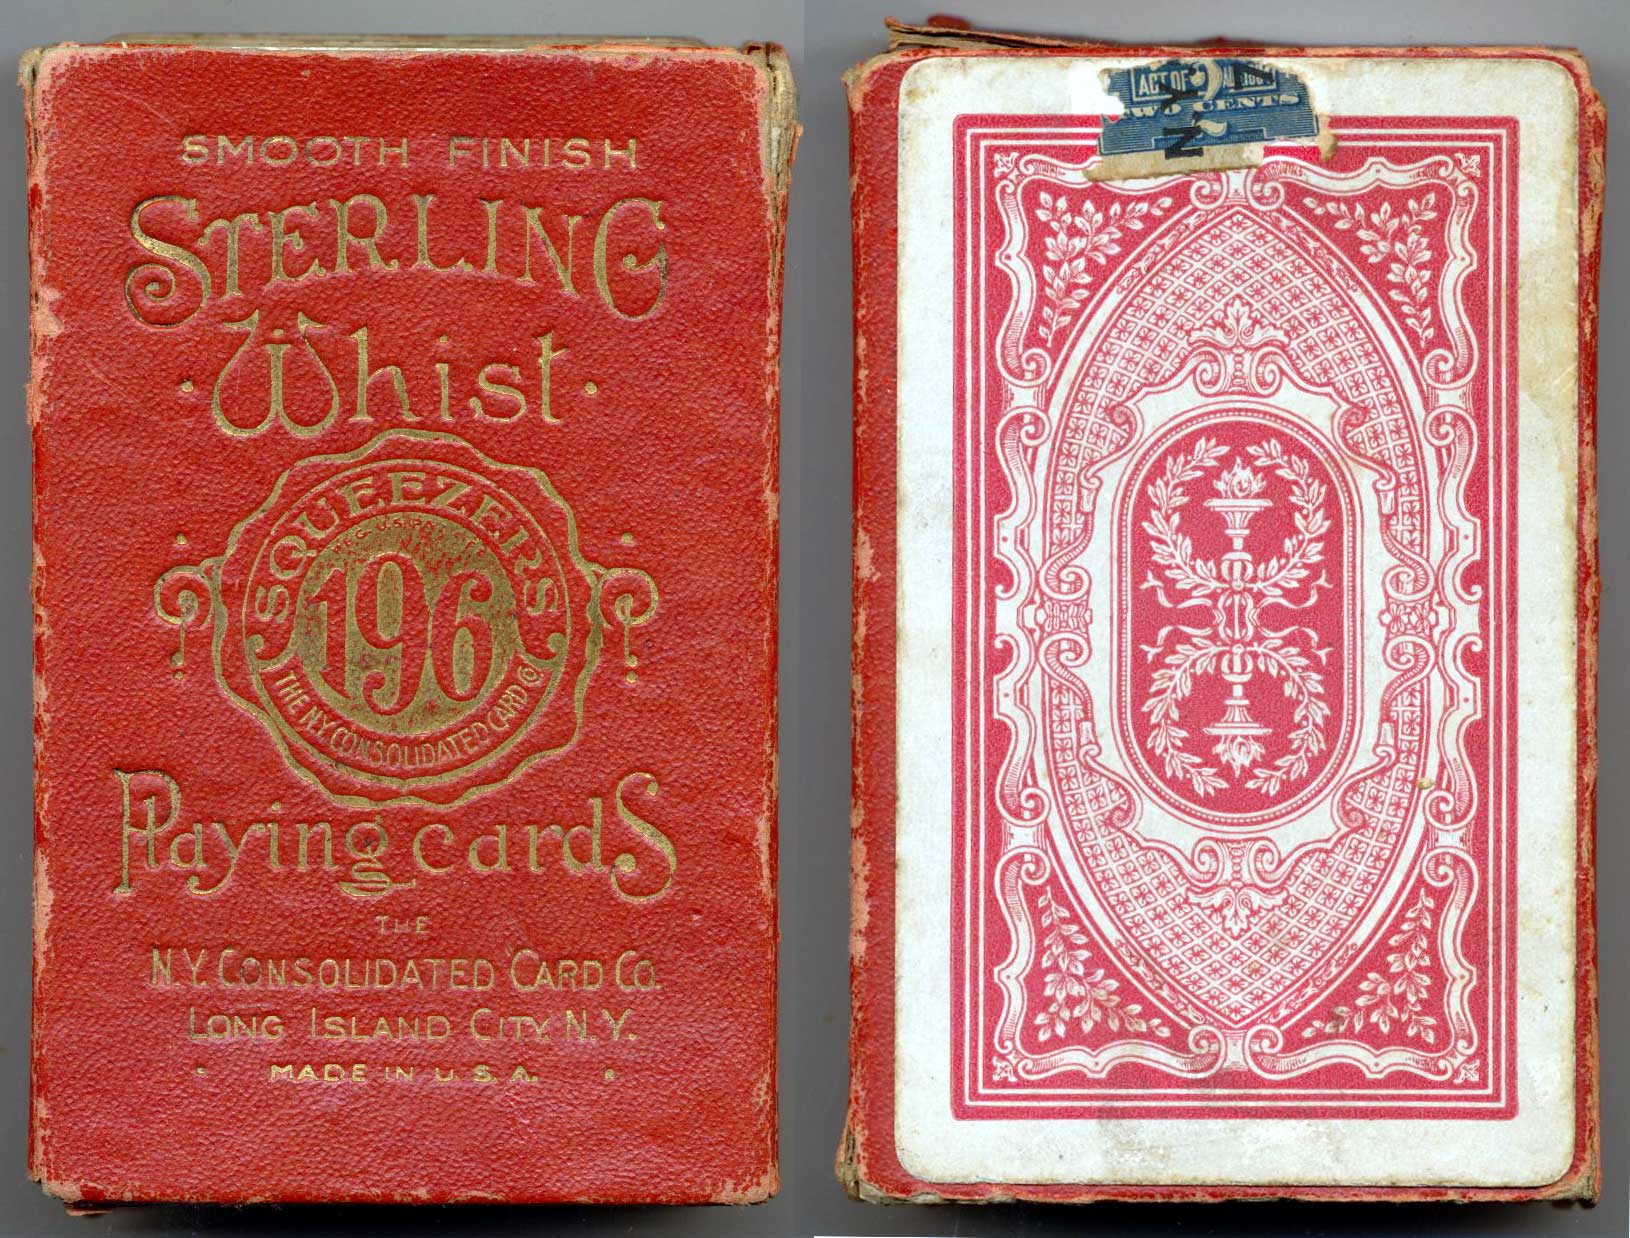 SMOOTH FINISH
STERLING
Whist
SQUEEZERS
U.S.
196
THE N.Y. CONSOLIDATED CARD CO.
Playing cardS
THE
N.Y. CONSOLIDATED CARD CO.
LONG ISLAND CITY. N.Y.
MADE IN U.S.A.
ACT OF
2
TWO CENTS
N.Y.